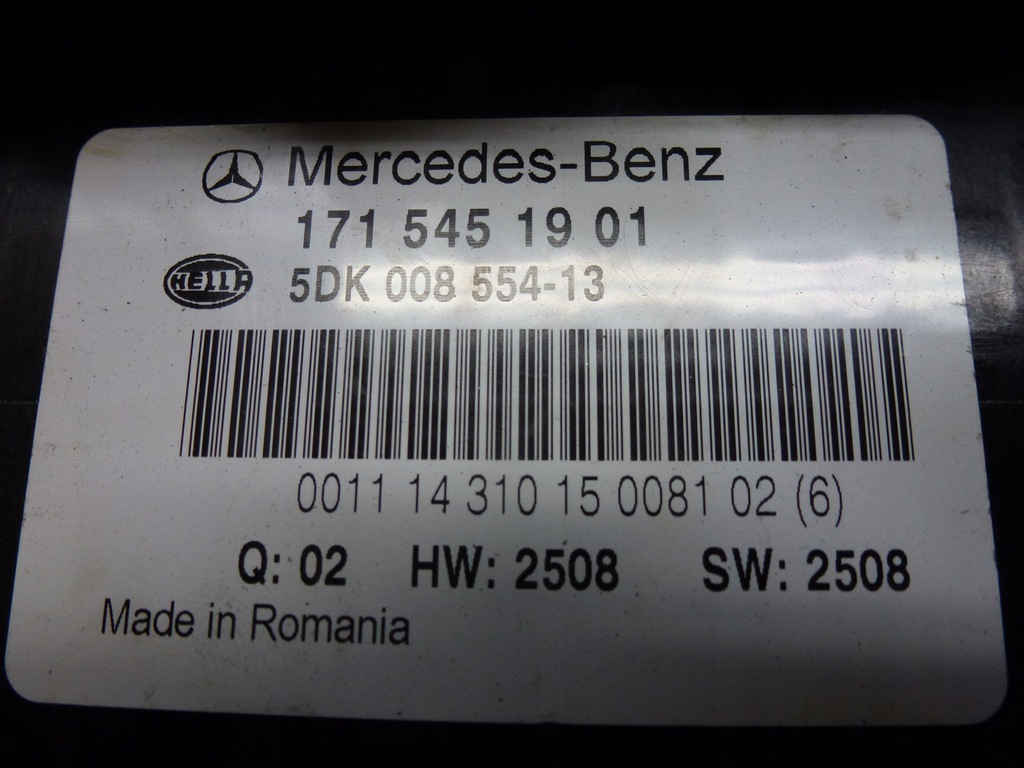 Mercedes-Benz
171 545 19 01
HELLA
5DK 008 554-13
0011 14 310 15 0081 02 (6)
Q: 02 HW: 2508 SW: 2508
Made in Romania